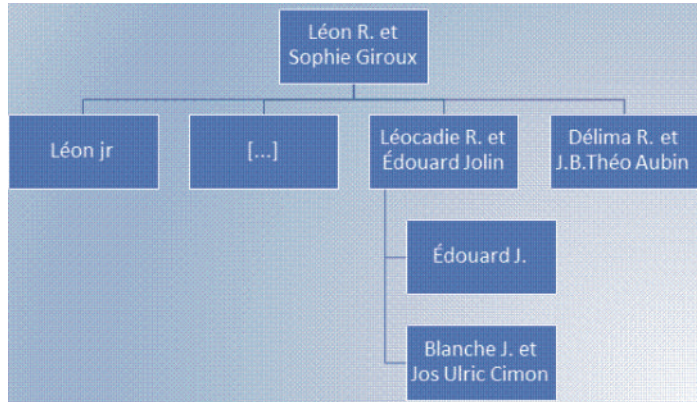 Léon R. et
Sophie Giroux
Léon jr
[...]
Léocadie R. et
Édouard Jolin
Délima R. et
J.B.Théo Aubin
Édouard J.
Blanche J. et
Jos Ulric Cimon